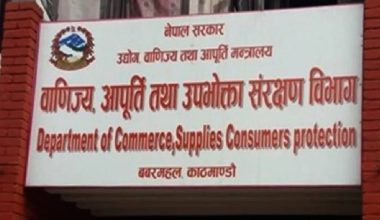 नेपाल सरकार
उद्योग, वाणिज्य तथा आपूर्ति मन्त्रालय
वाणिज्य, आपूर्ति तथा उपभोक्ता संरक्षण विभाग
Department of Commerce,Supplies Consumers protection
बबरमहल, काठमाण्डौ